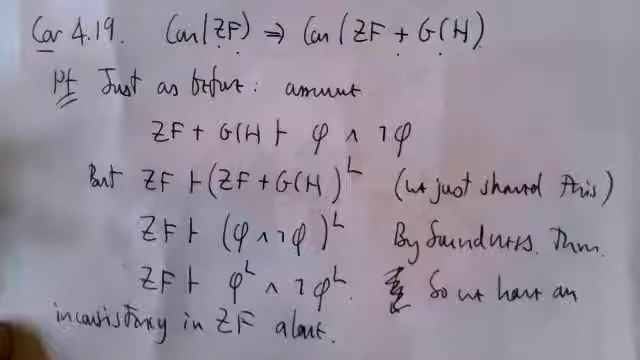 Cor 4.19. Con(ZF) ⇒ Con(ZF + GCH)
Pf Just as before: assume
ZF + GCH ⊢ φ ∧ ¬φ
But ZF ⊢ (ZF + GCH)^L (we just showed this)
ZF ⊢ (φ ∧ ¬φ)^L By Soundness Thm.
ZF ⊢ φ^L ∧ ¬φ^L. So we have an
inconsistency in ZF alone.